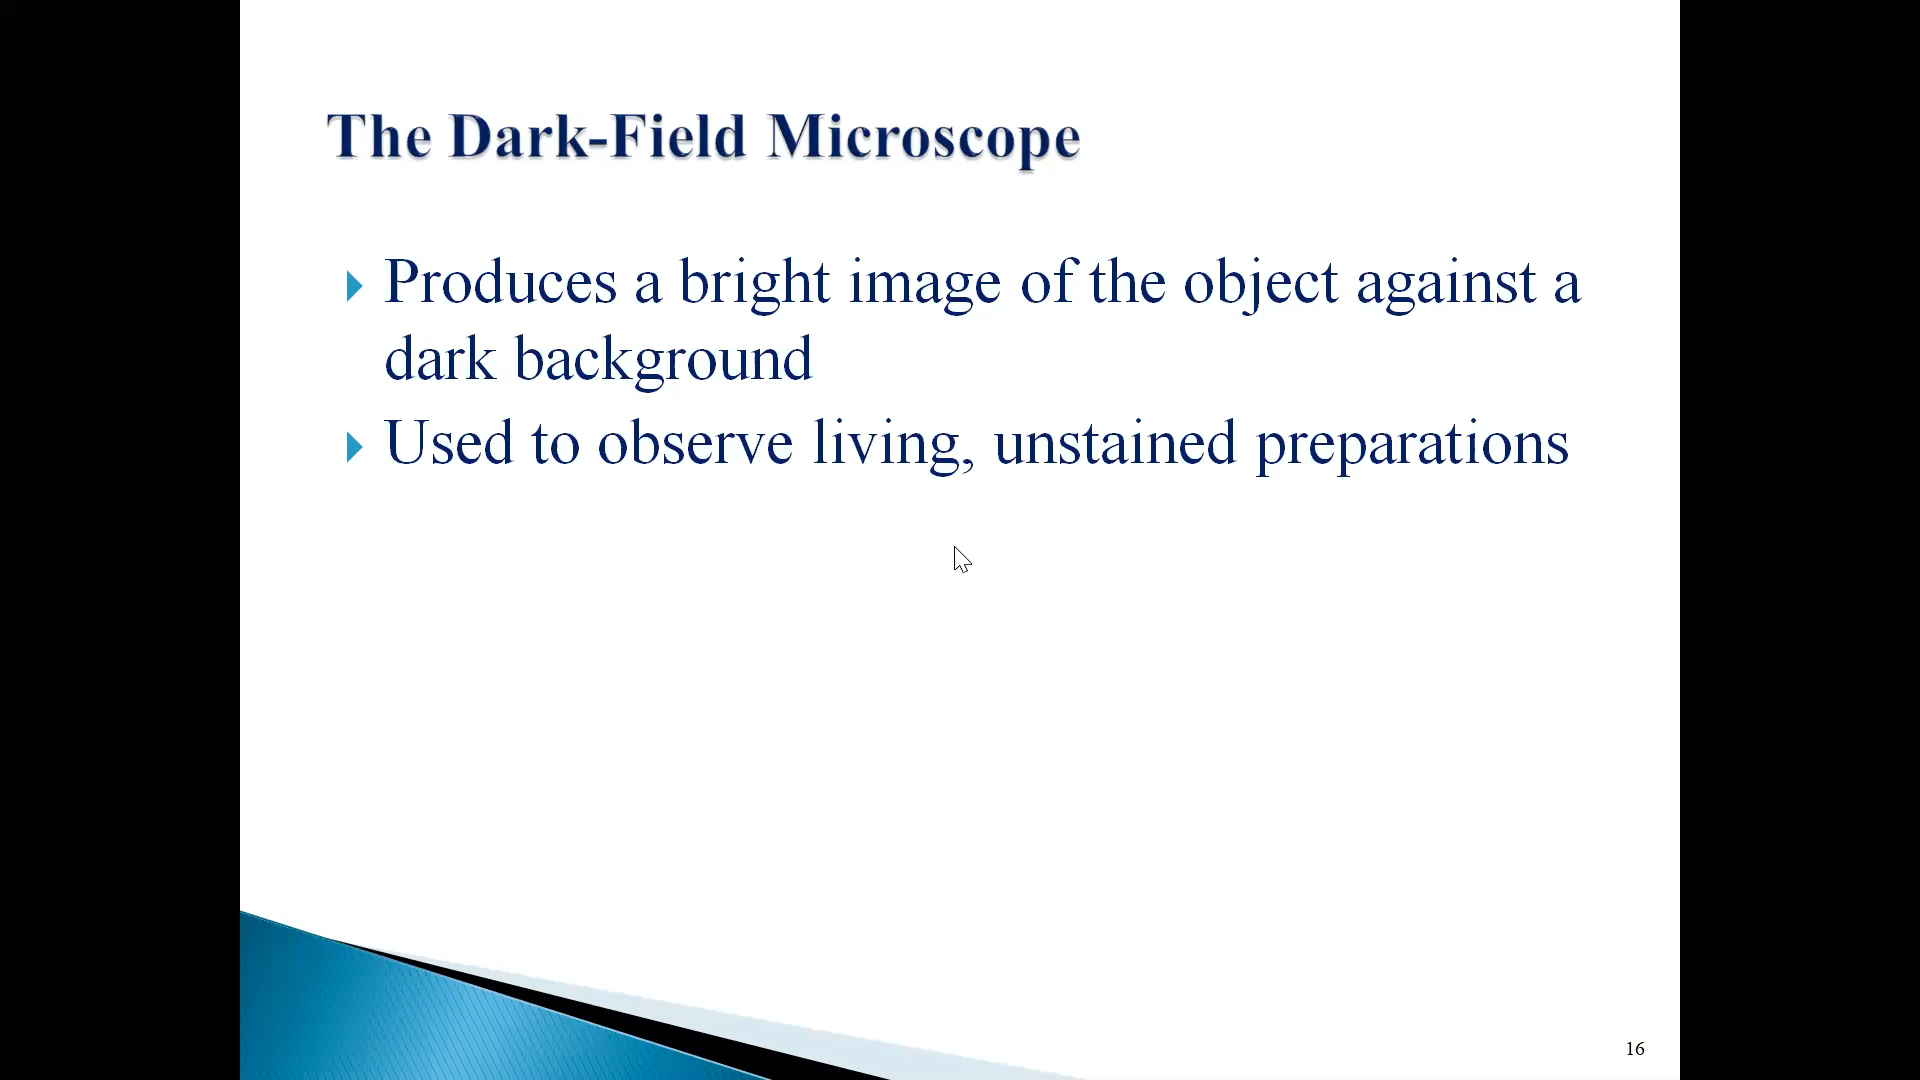 The Dark-Field Microscope
Produces a bright image of the object against a
dark background
Used to observe living, unstained preparations
16